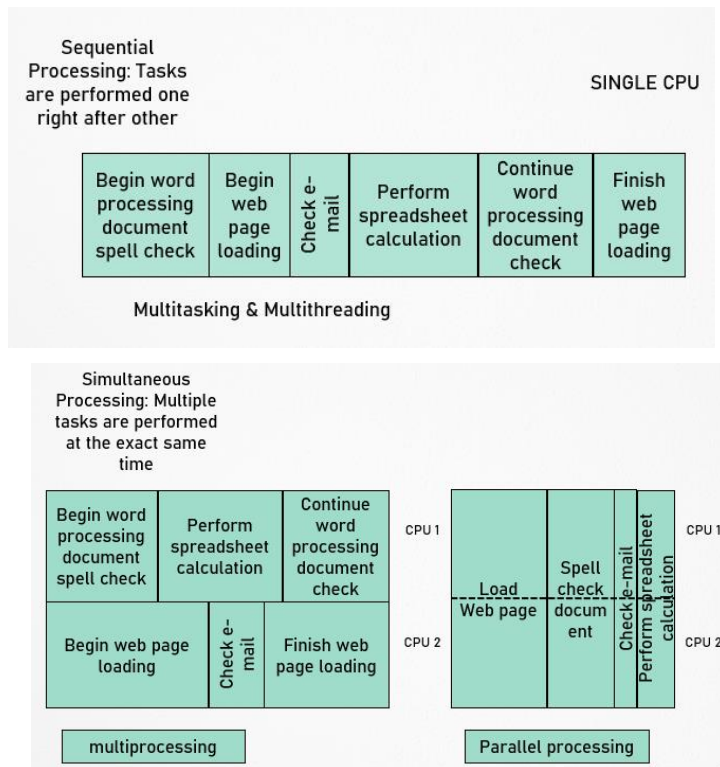 Sequential
Processing: Tasks
are performed one
right after other
SINGLE CPU
Begin word
processing
document
spell check
Begin
web
page
loading
Check e-
mail
Perform
spreadsheet
calculation
Continue
word
processing
document
check
Finish
web
page
loading
Multitasking & Multithreading
Simultaneous
Processing: Multiple
tasks are performed
at the exact same
time
Begin word
processing
document
spell check
Perform
spreadsheet
calculation
Continue
word
processing
document
check
CPU 1
Begin web page
loading
Check e-
mail
Finish web
page loading
CPU 2
multiprocessing
Load
Web page
Spell
check
docum
ent
Check e-mail
Perform spreadsheet
calculation
CPU 1
CPU 2
Parallel processing